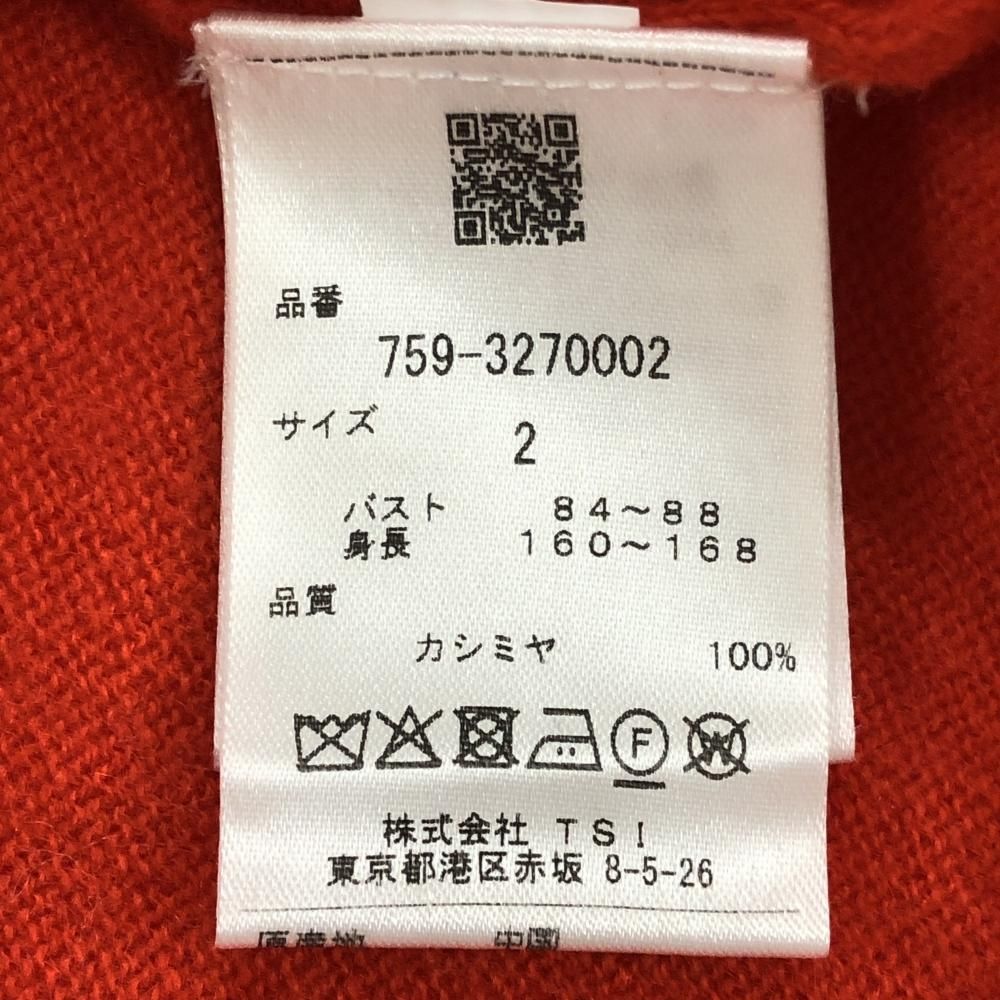 品番
759-3270002
サイズ 2
バスト 84〜88
身長 160〜168
品質
カシミヤ 100%
F W
株式会社 TSI
東京都港区赤坂 8-5-26